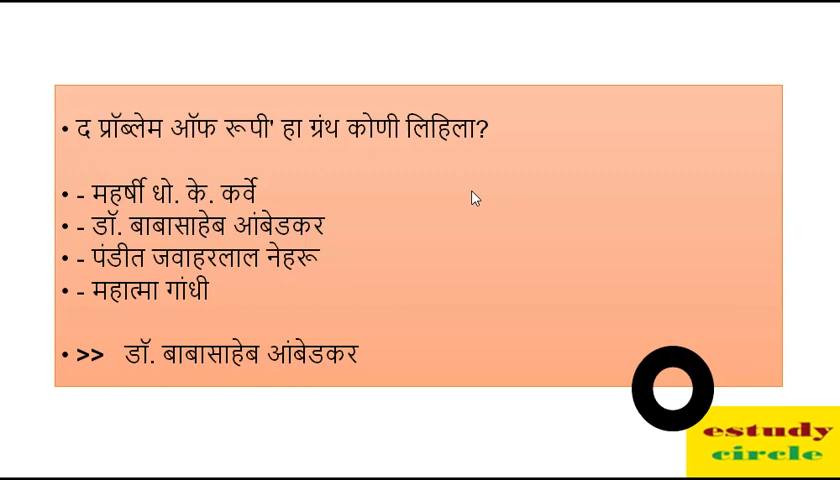 • द प्रॉब्लेम ऑफ रूपी' हा ग्रंथ कोणी लिहिला?
• - महर्षी धो. के. कर्वे
• - डॉ. बाबासाहेब आंबेडकर
• - पंडीत जवाहरलाल नेहरू
• - महात्मा गांधी
• >> डॉ. बाबासाहेब आंबेडकर
estudy
circle